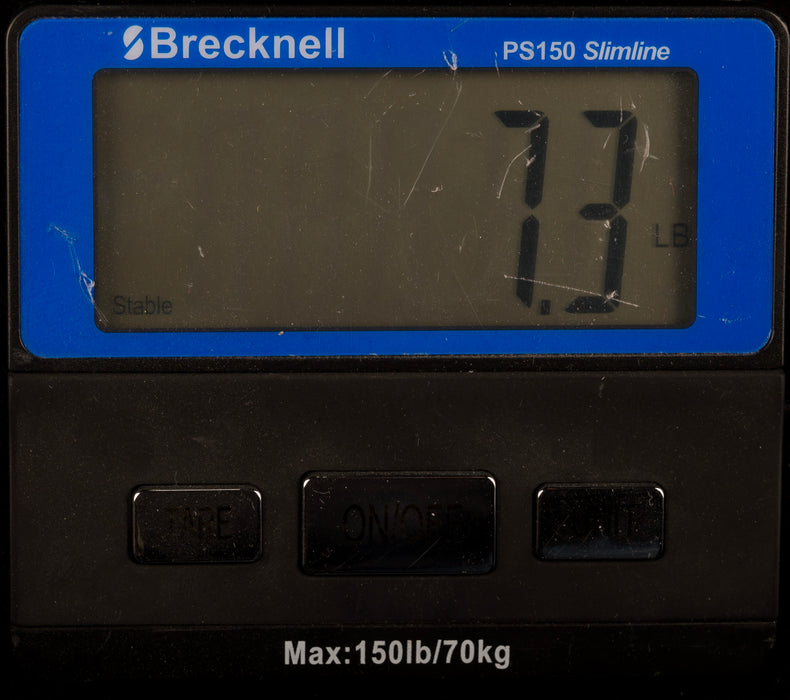 Brecknell
PS150 Slimline
7.3
LB
Stable
TARE
ON/OFF
UNIT
Max:150lb/70kg